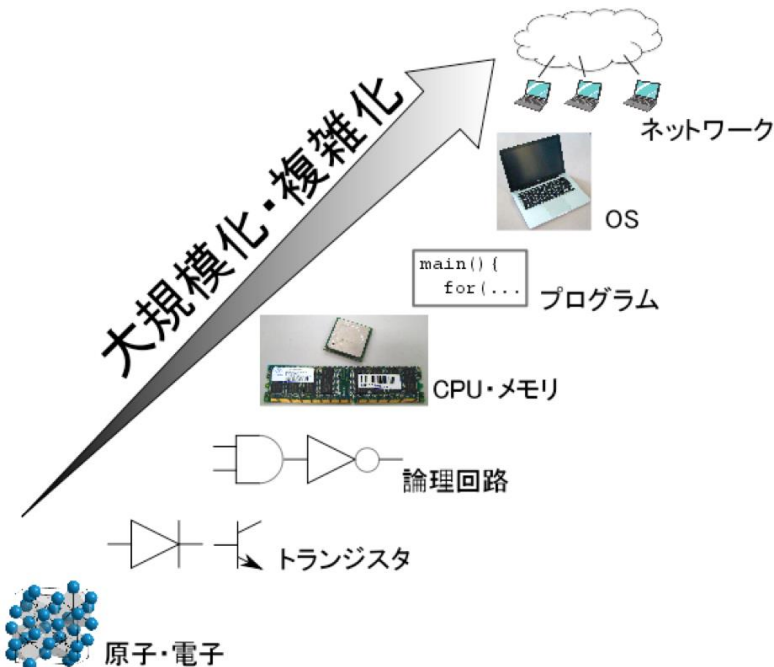 大規模化・複雑化
ネットワーク
OS
main(){
for(...
プログラム
CPU・メモリ
論理回路
トランジスタ
原子・電子